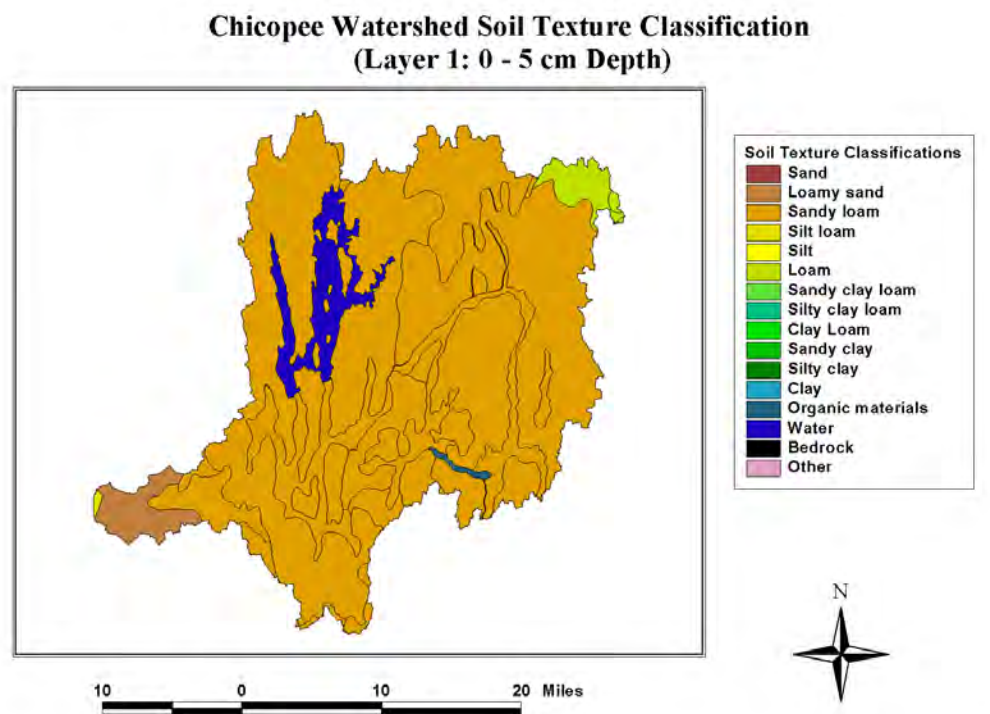 Chicopee Watershed Soil Texture Classification
(Layer 1: 0 - 5 cm Depth)
Soil Texture Classifications
Sand
Loamy sand
Sandy loam
Silt loam
Silt
Loam
Sandy clay loam
Silty clay loam
Clay Loam
Sandy clay
Silty clay
Clay
Organic materials
Water
Bedrock
Other
N
10 0 10 20 Miles